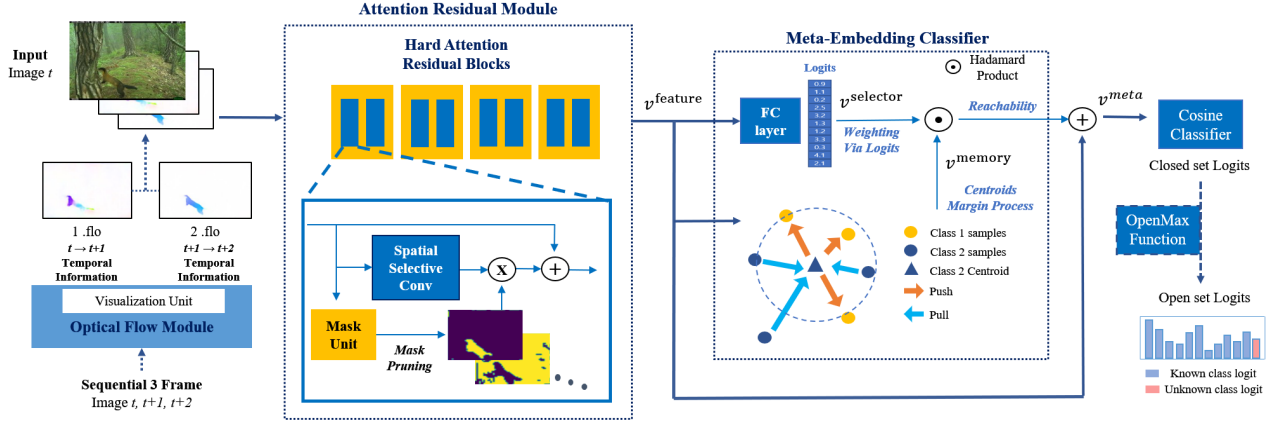 Attention Residual Module
Input
Image t
Hard Attention
Residual Blocks
1 .flo
t → t+1
Temporal
Information
2 .flo
t+1 → t+2
Temporal
Information
Visualization Unit
Optical Flow Module
Sequential 3 Frame
Image t, t+1, t+2
Spatial
Selective
Conv
X
+
Mask
Unit
Mask
Pruning
v^feature
Meta-Embedding Classifier
Logits
0.9
1.1
0.2
2.5
3.2
1.3
1.2
3.3
0.3
4.1
2.1
FC
layer
v^selector
Weighting
Via Logits
Hadamard
Product
Reachability
v^memory
Centroids
Margin Process
Class 1 samples
Class 2 samples
Class 2 Centroid
Push
Pull
+
v^meta
Cosine
Classifier
Closed set Logits
OpenMax
Function
Open set Logits
Known class logit
Unknown class logit